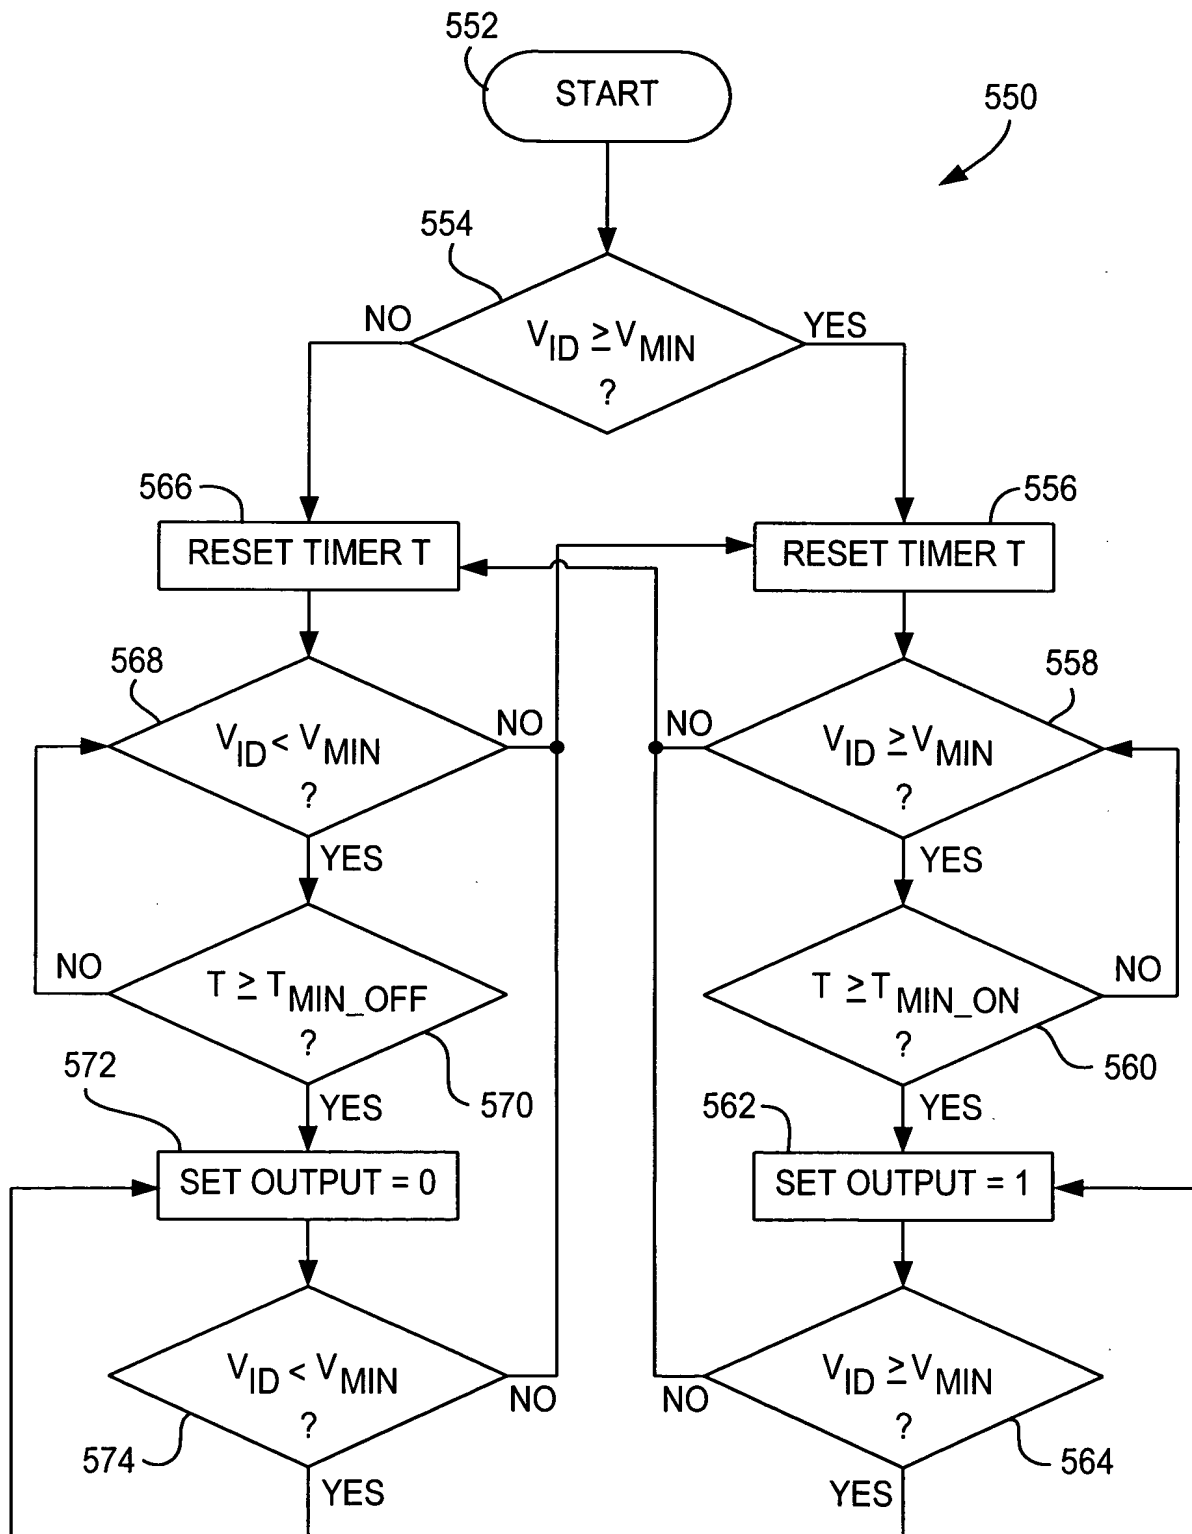 552
START
550
554
NO
YES
V_ID ≥ V_MIN
?
566
556
RESET TIMER T
RESET TIMER T
568
558
NO
NO
V_ID < V_MIN
?
V_ID ≥ V_MIN
?
YES
YES
NO
NO
T ≥ T_MIN_OFF
?
T ≥ T_MIN_ON
?
572
570
562
560
YES
YES
SET OUTPUT = 0
SET OUTPUT = 1
V_ID < V_MIN
?
V_ID ≥ V_MIN
?
NO
NO
574
564
YES
YES